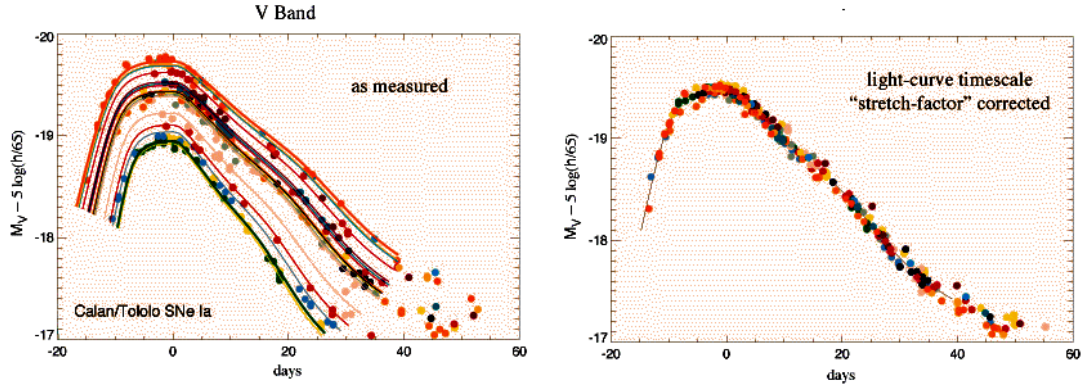 V Band
-20
-19
-18
-17
-20
0
20
40
60
as measured
Calan/Tololo SNe Ia
M_V – 5 log(h/65)
days
-20
-19
-18
-17
-20
0
20
40
60
light-curve timescale
“stretch-factor” corrected
M_V – 5 log(h/65)
days